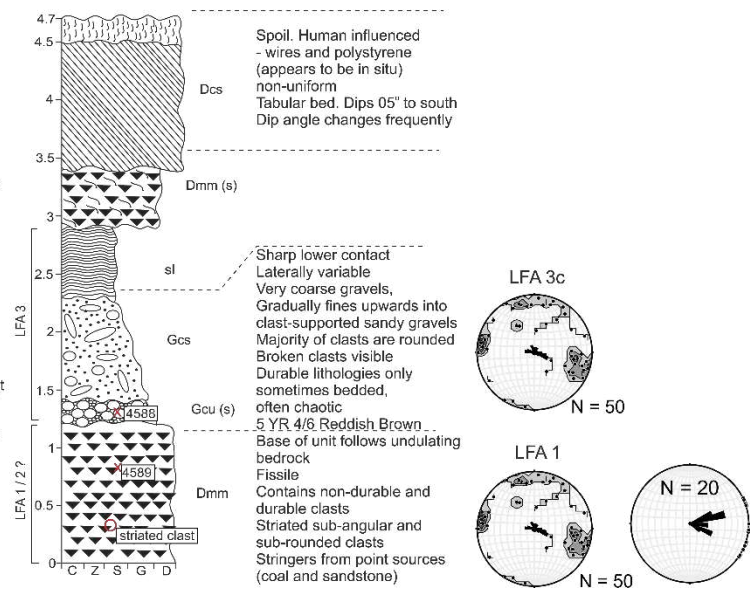 4.7
4.5
4
3.5
3
2.5
2
1.5
1
0.5
0
C Z S G D
LFA 3
LFA 1 / 2 ?
Dcs
Dmm (s)
sl
Gcs
Gcu (s)
4588
4589
Dmm
striated clast
Spoil. Human influenced
- wires and polystyrene
(appears to be in situ)
non-uniform
Tabular bed. Dips 05" to south
Dip angle changes frequently
Sharp lower contact
Laterally variable
Very coarse gravels,
Gradually fines upwards into
clast-supported sandy gravels
Majority of clasts are rounded
Broken clasts visible
Durable lithologies only
sometimes bedded,
often chaotic
5 YR 4/6 Reddish Brown
Base of unit follows undulating
bedrock
Fissile
Contains non-durable and
durable clasts
Striated sub-angular and
sub-rounded clasts
Stringers from point sources
(coal and sandstone)
LFA 3c
N = 50
LFA 1
N = 50
N = 20